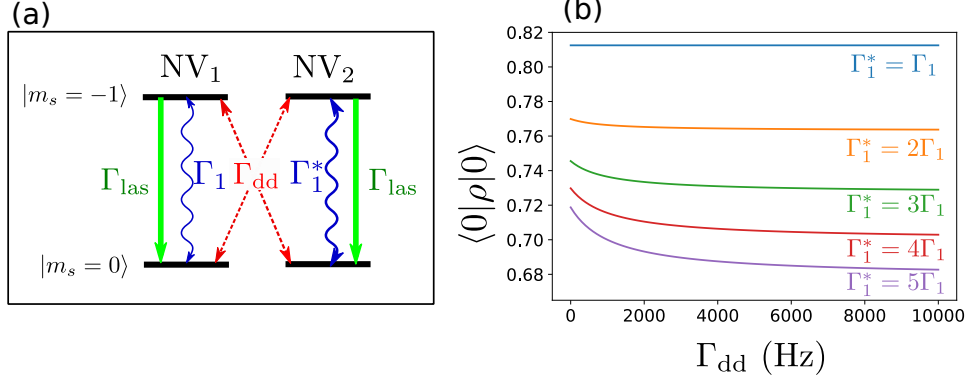 (a)
NV₁ NV₂
|mₛ = −1⟩
Γlas Γ₁ Γdd Γ₁* Γlas
|mₛ = 0⟩
(b)
⟨0|ρ|0⟩
0.82
0.80
0.78
0.76
0.74
0.72
0.70
0.68
Γ₁* = Γ₁
Γ₁* = 2Γ₁
Γ₁* = 3Γ₁
Γ₁* = 4Γ₁
Γ₁* = 5Γ₁
0 2000 4000 6000 8000 10000
Γdd (Hz)